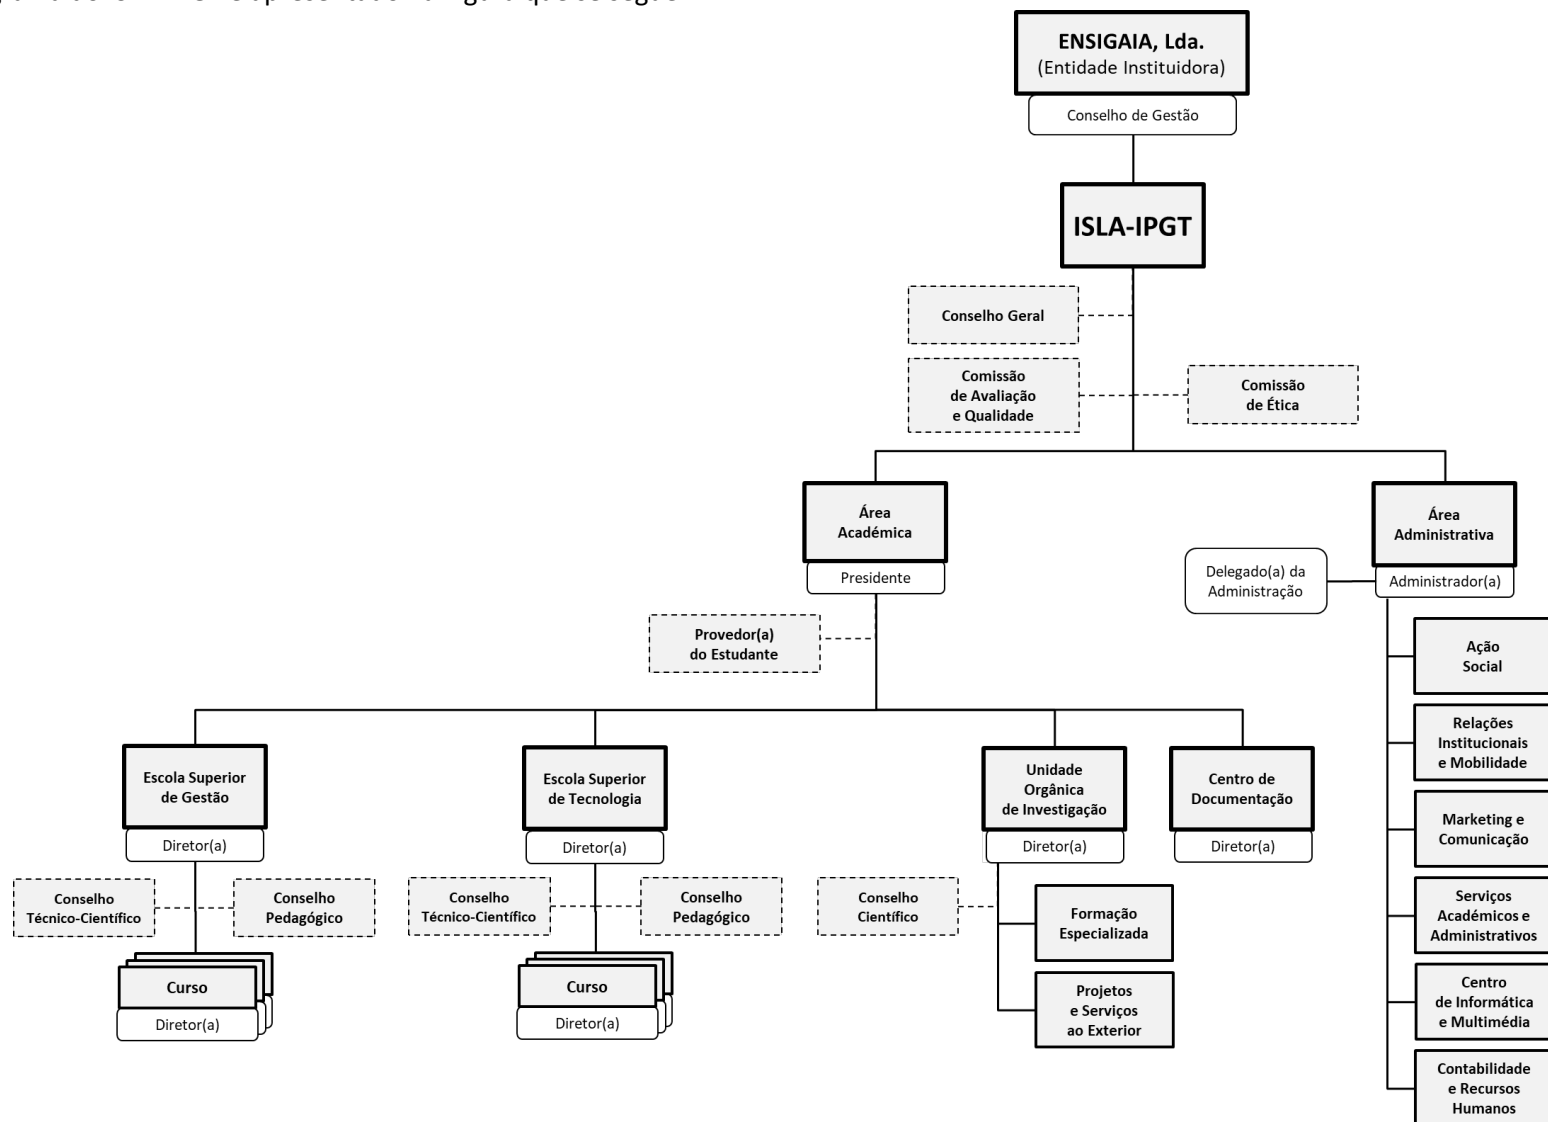 ENSIGAIA, Lda.
(Entidade Instituidora)
Conselho de Gestão
ISLA-IPGT
Conselho Geral
Comissão
de Avaliação
e Qualidade
Comissão
de Ética
Área
Académica
Presidente
Área
Administrativa
Administrador(a)
Delegado(a) da
Administração
Provedor(a)
do Estudante
Escola Superior
de Gestão
Diretor(a)
Conselho
Técnico-Científico
Conselho
Pedagógico
Curso
Diretor(a)
Escola Superior
de Tecnologia
Diretor(a)
Conselho
Técnico-Científico
Conselho
Pedagógico
Curso
Diretor(a)
Unidade
Orgânica
de Investigação
Diretor(a)
Conselho
Científico
Formação
Especializada
Projetos
e Serviços
ao Exterior
Centro de
Documentação
Diretor(a)
Ação
Social
Relações
Institucionais
e Mobilidade
Marketing e
Comunicação
Serviços
Académicos e
Administrativos
Centro
de Informática
e Multimédia
Contabilidade
e Recursos
Humanos